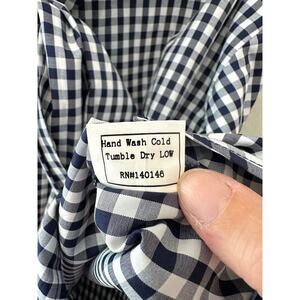 Hand Wash Cold
Tumble Dry LOW
RN#140146